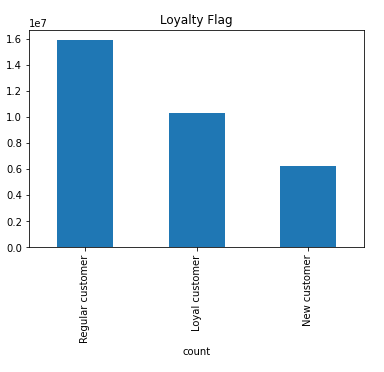 Loyalty Flag
1e7
1.6
1.4
1.2
1.0
0.8
0.6
0.4
0.2
0.0
Regular customer
Loyal customer
New customer
count